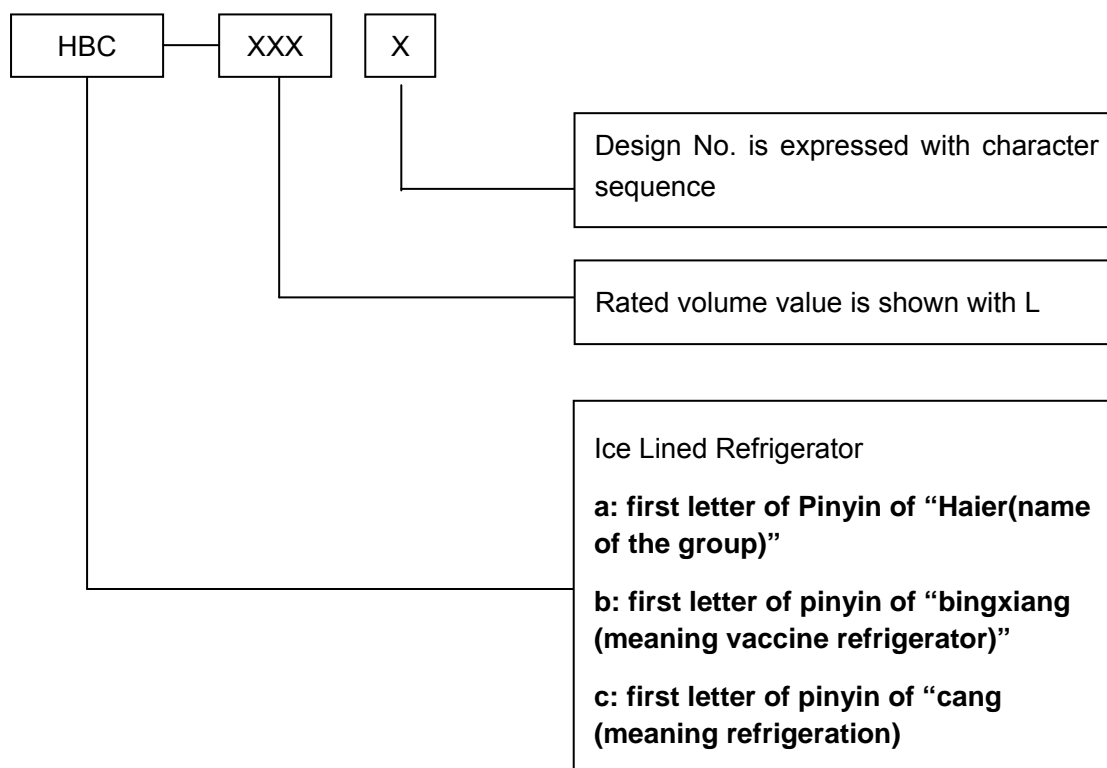 HBC XXX X
Design No. is expressed with character
sequence
Rated volume value is shown with L
Ice Lined Refrigerator
a: first letter of Pinyin of “Haier(name
of the group)”
b: first letter of pinyin of “bingxiang
(meaning vaccine refrigerator)”
c: first letter of pinyin of “cang
(meaning refrigeration)